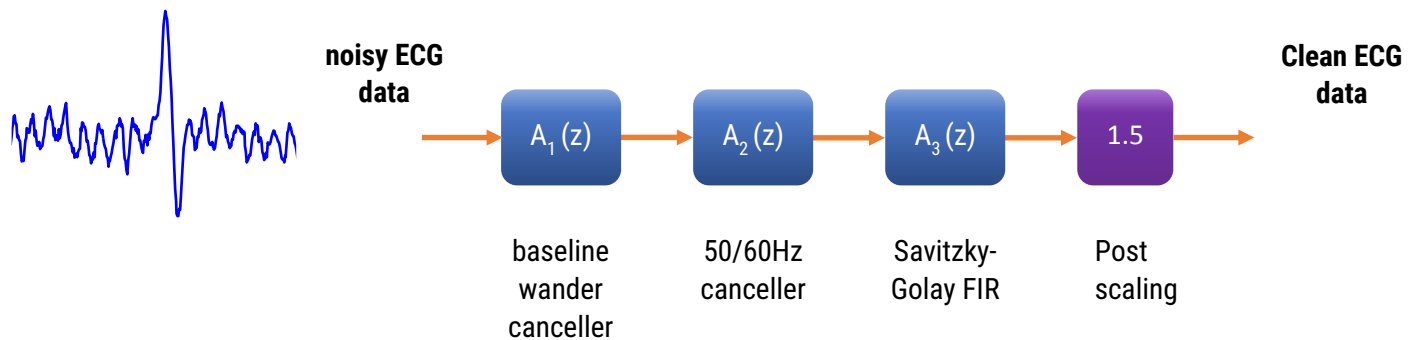 noisy ECG
data
Clean ECG
data
A1 (z)
A2 (z)
A3 (z)
1.5
baseline
wander
canceller
50/60Hz
canceller
Savitzky-
Golay FIR
Post
scaling